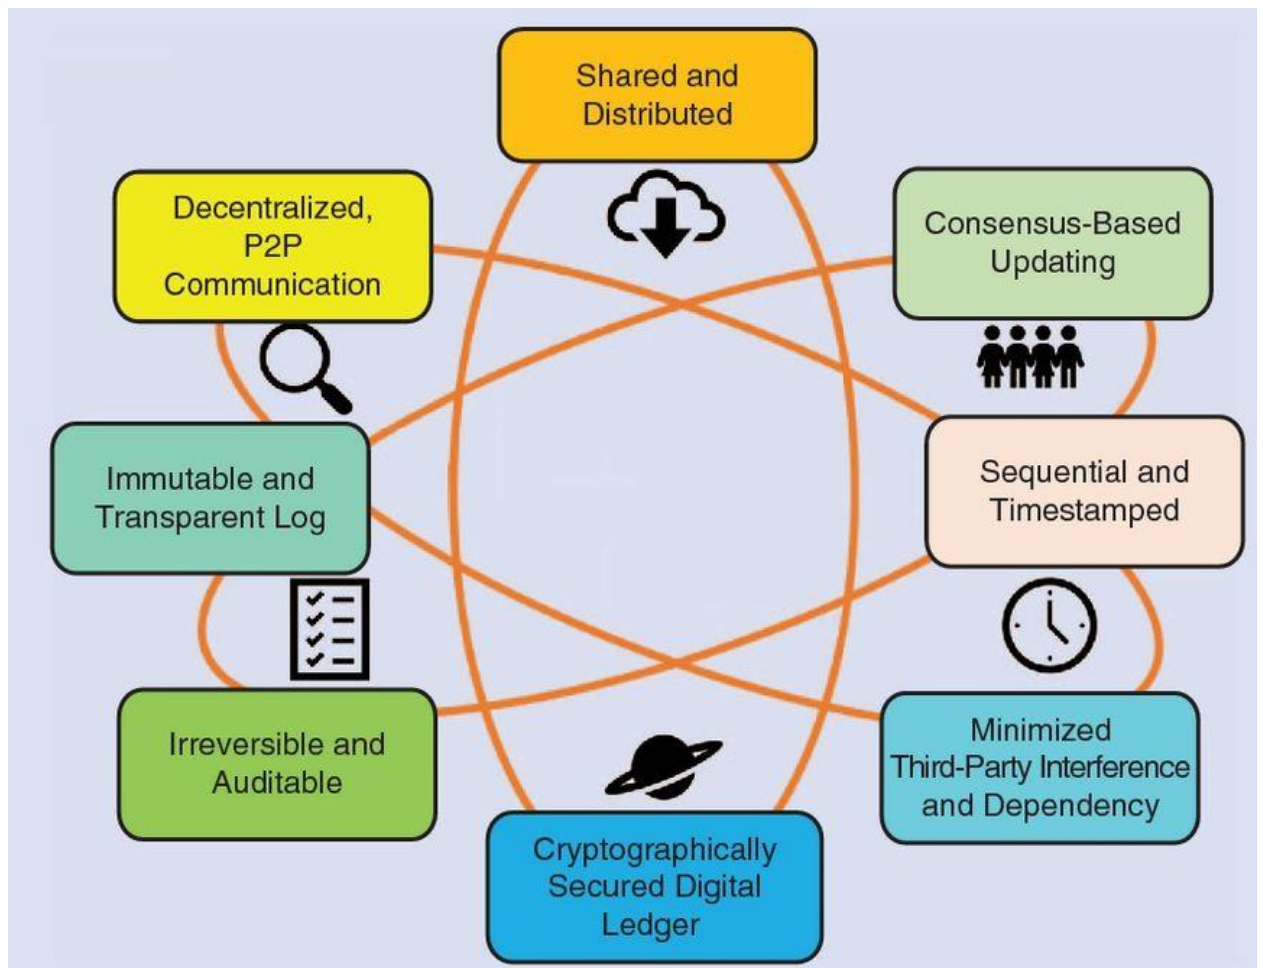 Shared and
Distributed
Decentralized,
P2P
Communication
Consensus-Based
Updating
Immutable and
Transparent Log
Sequential and
Timestamped
Irreversible and
Auditable
Minimized
Third-Party Interference
and Dependency
Cryptographically
Secured Digital
Ledger